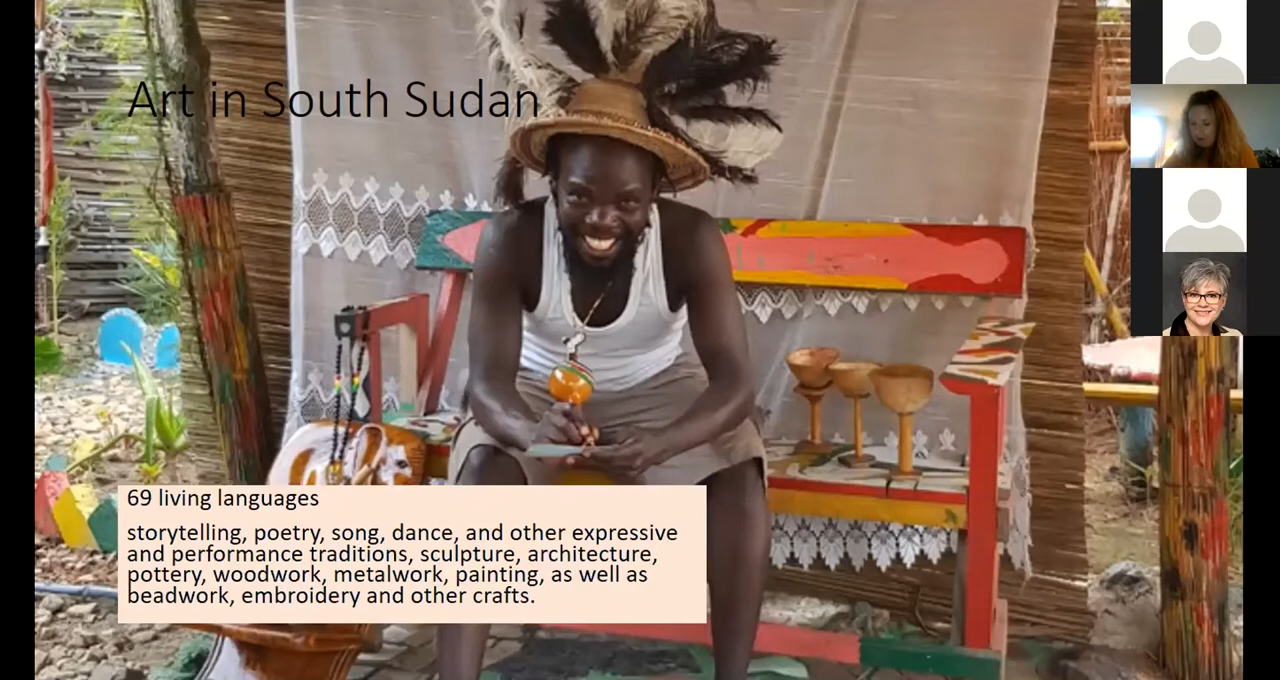 Art in South Sudan
69 living languages
storytelling, poetry, song, dance, and other expressive
and performance traditions, sculpture, architecture,
pottery, woodwork, metalwork, painting, as well as
beadwork, embroidery and other crafts.